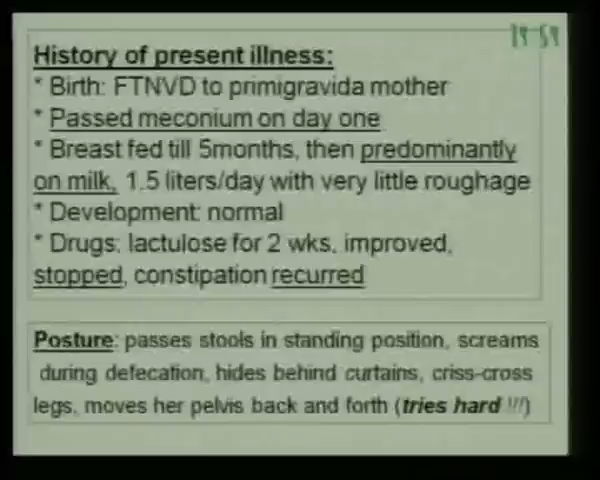 19:59
History of present illness:
* Birth: FTNVD to primigravida mother
* Passed meconium on day one
* Breast fed till 5months, then predominantly
on milk, 1.5 liters/day with very little roughage
* Development: normal
* Drugs: lactulose for 2 wks, improved,
stopped, constipation recurred
Posture: passes stools in standing position, screams
during defecation, hides behind curtains, criss-cross
legs, moves her pelvis back and forth (tries hard !!!)